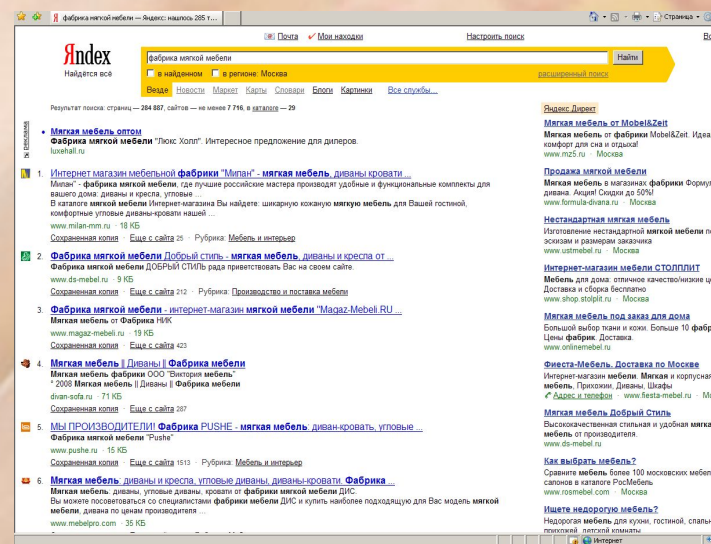 фабрика мягкой мебели — Яндекс: нашлось 285 т...
Страница
Почта Мои находки Настроить поиск
Яndex
Найдётся всё
фабрика мягкой мебели Найти
в найденном в регионе: Москва расширенный поиск
Везде Новости Маркет Карты Словари Блоги Картинки Все службы...
Результат поиска: страниц — 284 887, сайтов — не менее 7 716, в каталоге — 29
реклама
Мягкая мебель оптом
Фабрика мягкой мебели "Люкс Холл". Интересное предложение для дилеров.
luxehall.ru
1. Интернет магазин мебельной фабрики "Милан" - мягкая мебель, диваны кровати ...
Милан" - фабрика мягкой мебели, где лучшие российские мастера производят удобные и функциональные комплекты для
вашего дома: диваны и кресла, угловые ...
В каталоге мягкой мебели Интернет-магазина Вы найдете: шикарную кожаную мягкую мебель для Вашей гостиной,
комфортные угловые диваны-кровати нашей ...
www.milan-mm.ru · 18 КБ
Сохраненная копия · Еще с сайта 25 · Рубрика: Мебель и интерьер
2. Фабрика мягкой мебели Добрый стиль - мягкая мебель, диваны и кресла от ...
Фабрика мягкой мебели ДОБРЫЙ СТИЛЬ рада приветствовать Вас на своем сайте.
www.ds-mebel.ru · 9 КБ
Сохраненная копия · Еще с сайта 212 · Рубрика: Производство и поставка мебели
3. Фабрика мягкой мебели - интернет-магазин мягкой мебели "Magaz-Mebeli.RU ...
Мягкая мебель от Фабрика НИК
www.magaz-mebeli.ru · 19 КБ
Сохраненная копия · Еще с сайта 423
4. Мягкая мебель || Диваны || Фабрика мебели
Мягкая мебель фабрики ООО "Виктория мебель"
° 2008 Мягкая мебель || Диваны || Фабрика мебели
divan-sofa.ru · 71 КБ
Сохраненная копия · Еще с сайта 287
5. МЫ ПРОИЗВОДИТЕЛИ! Фабрика PUSHE - мягкая мебель: диван-кровать, угловые ...
Фабрика мягкой мебели "Pushe"
www.pushe.ru · 15 КБ
Сохраненная копия · Еще с сайта 1513 · Рубрика: Мебель и интерьер
6. Мягкая мебель: диваны и кресла, угловые диваны, диваны-кровати. Фабрика ...
Мягкая мебель: диваны, угловые диваны, кровати от фабрики мягкой мебели ДИС.
Вы можете посоветоваться со специалистами фабрики мебели ДИС и купить наиболее подходящую для Вас модель мягкой
мебели, дивана по ценам производителя ...
www.mebelpro.com · 35 КБ
Яндекс Директ
Мягкая мебель от Mobel&Zeit
Мягкая мебель от фабрики Mobel&Zeit. Идеа
комфорт для сна и отдыха!
www.mz5.ru · Москва
Продажа мягкой мебели
Мягкая мебель в магазинах фабрики Формул
дивана. Акция! Скидки до 50%!
www.formula-divana.ru · Москва
Нестандартная мягкая мебель
Изготовление нестандартной мягкой мебели по
эскизам и размерам заказчика
www.ustmebel.ru · Москва
Интернет-магазин мебели СТОЛПЛИТ
Мебель для дома: отличное качество/низкие це
Доставка и сборка бесплатно
www.shop.stolplit.ru · Москва
Мягкая мебель под заказ для дома
Большой выбор ткани и кожи. Больше 10 фабр
Цены фабрик. Доставка.
www.onlinemebel.ru
Фиеста-Мебель. Доставка по Москве
Интернет-магазин мебели. Мягкая и корпусная
мебель, Прихожии, Диваны, Шкафы
Адрес и телефон · www.fiesta-mebel.ru · Мо
Мягкая мебель Добрый Стиль
Высококачественная стильная и удобная мягка
мебель от производителя.
www.ds-mebel.ru
Как выбрать мебель?
Сравните мебель более 100 московских мебел
салонов в каталоге РосМебель
www.rosmebel.com · Москва
Ищете недорогую мебель?
Недорогая мебель для кухни, гостиной, спальн
прихожей, детской комнаты
Интернет